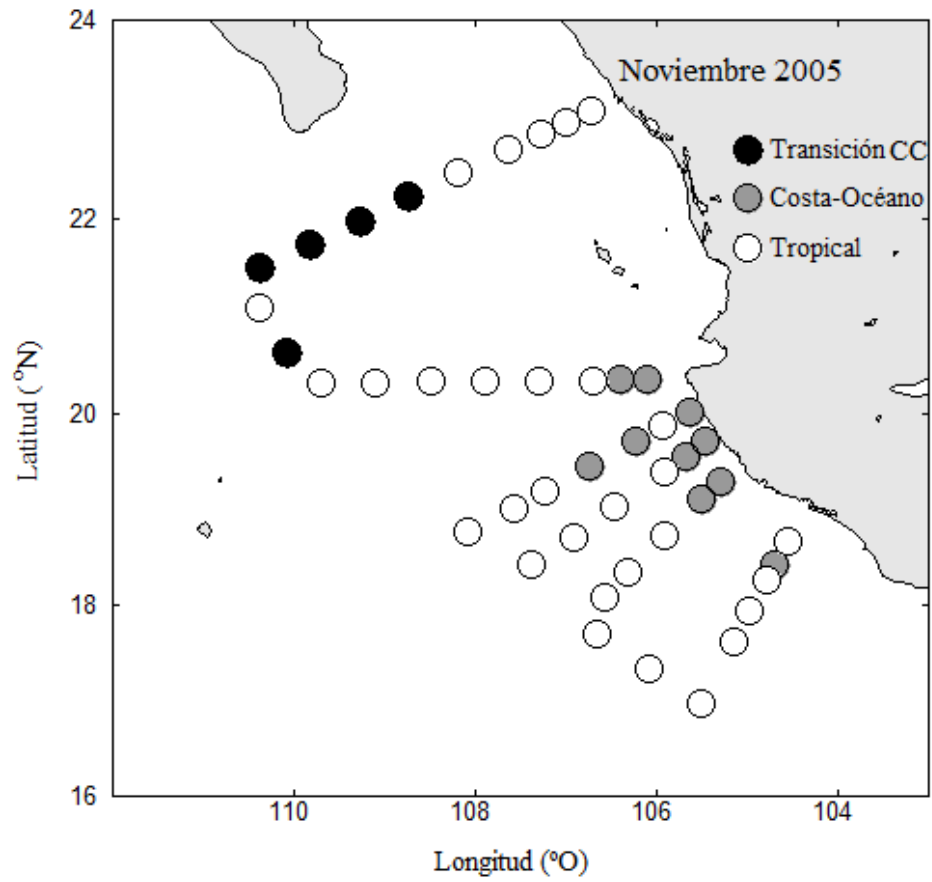 24
Noviembre 2005
Transición CC
Costa-Océano
Tropical
22
20
18
16
110
108
106
104
Latitud (°N)
Longitud (ºO)